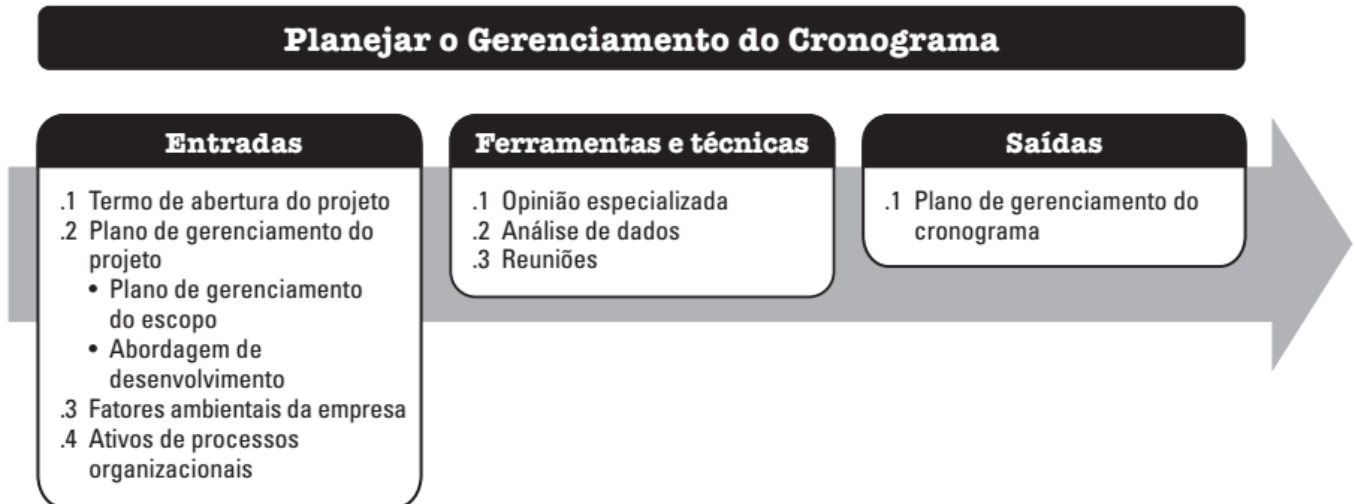 Planejar o Gerenciamento do Cronograma
Entradas
.1 Termo de abertura do projeto
.2 Plano de gerenciamento do
projeto
• Plano de gerenciamento
do escopo
• Abordagem de
desenvolvimento
.3 Fatores ambientais da empresa
.4 Ativos de processos
organizacionais
Ferramentas e técnicas
.1 Opinião especializada
.2 Análise de dados
.3 Reuniões
Saídas
.1 Plano de gerenciamento do
cronograma